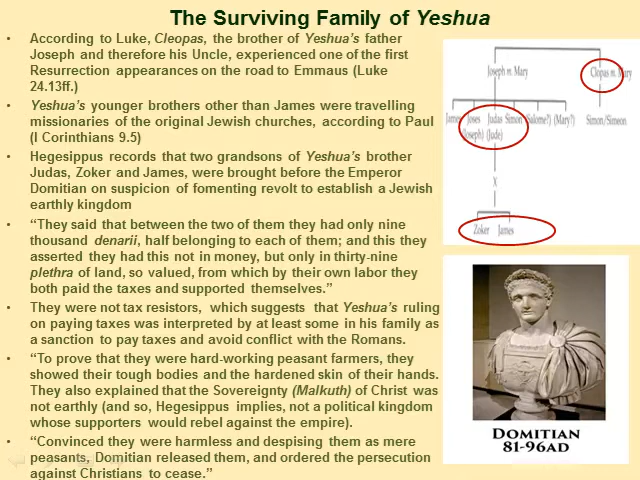 The Surviving Family of Yeshua
• According to Luke, Cleopas, the brother of Yeshua's father
Joseph and therefore his Uncle, experienced one of the first
Resurrection appearances on the road to Emmaus (Luke
24.13ff.)
• Yeshua's younger brothers other than James were travelling
missionaries of the original Jewish churches, according to Paul
(I Corinthians 9.5)
• Hegesippus records that two grandsons of Yeshua's brother
Judas, Zoker and James, were brought before the Emperor
Domitian on suspicion of fomenting revolt to establish a Jewish
earthly kingdom
• “They said that between the two of them they had only nine
thousand denarii, half belonging to each of them; and this they
asserted they had this not in money, but only in thirty-nine
plethra of land, so valued, from which by their own labor they
both paid the taxes and supported themselves.”
• They were not tax resistors, which suggests that Yeshua's ruling
on paying taxes was interpreted by at least some in his family as
a sanction to pay taxes and avoid conflict with the Romans.
• “To prove that they were hard-working peasant farmers, they
showed their tough bodies and the hardened skin of their hands.
They also explained that the Sovereignty (Malkuth) of Christ was
not earthly (and so, Hegesippus implies, not a political kingdom
whose supporters would rebel against the empire).
• “Convinced they were harmless and despising them as mere
peasants, Domitian released them, and ordered the persecution
against Christians to cease.”
Joseph m. Mary Clopas m. Mary
James Joses Judas Simon (Salome?) (Mary?) Simon/Simeon
(Joseph) (Jude)
X
Zoker James
DOMITIAN
81-96AD